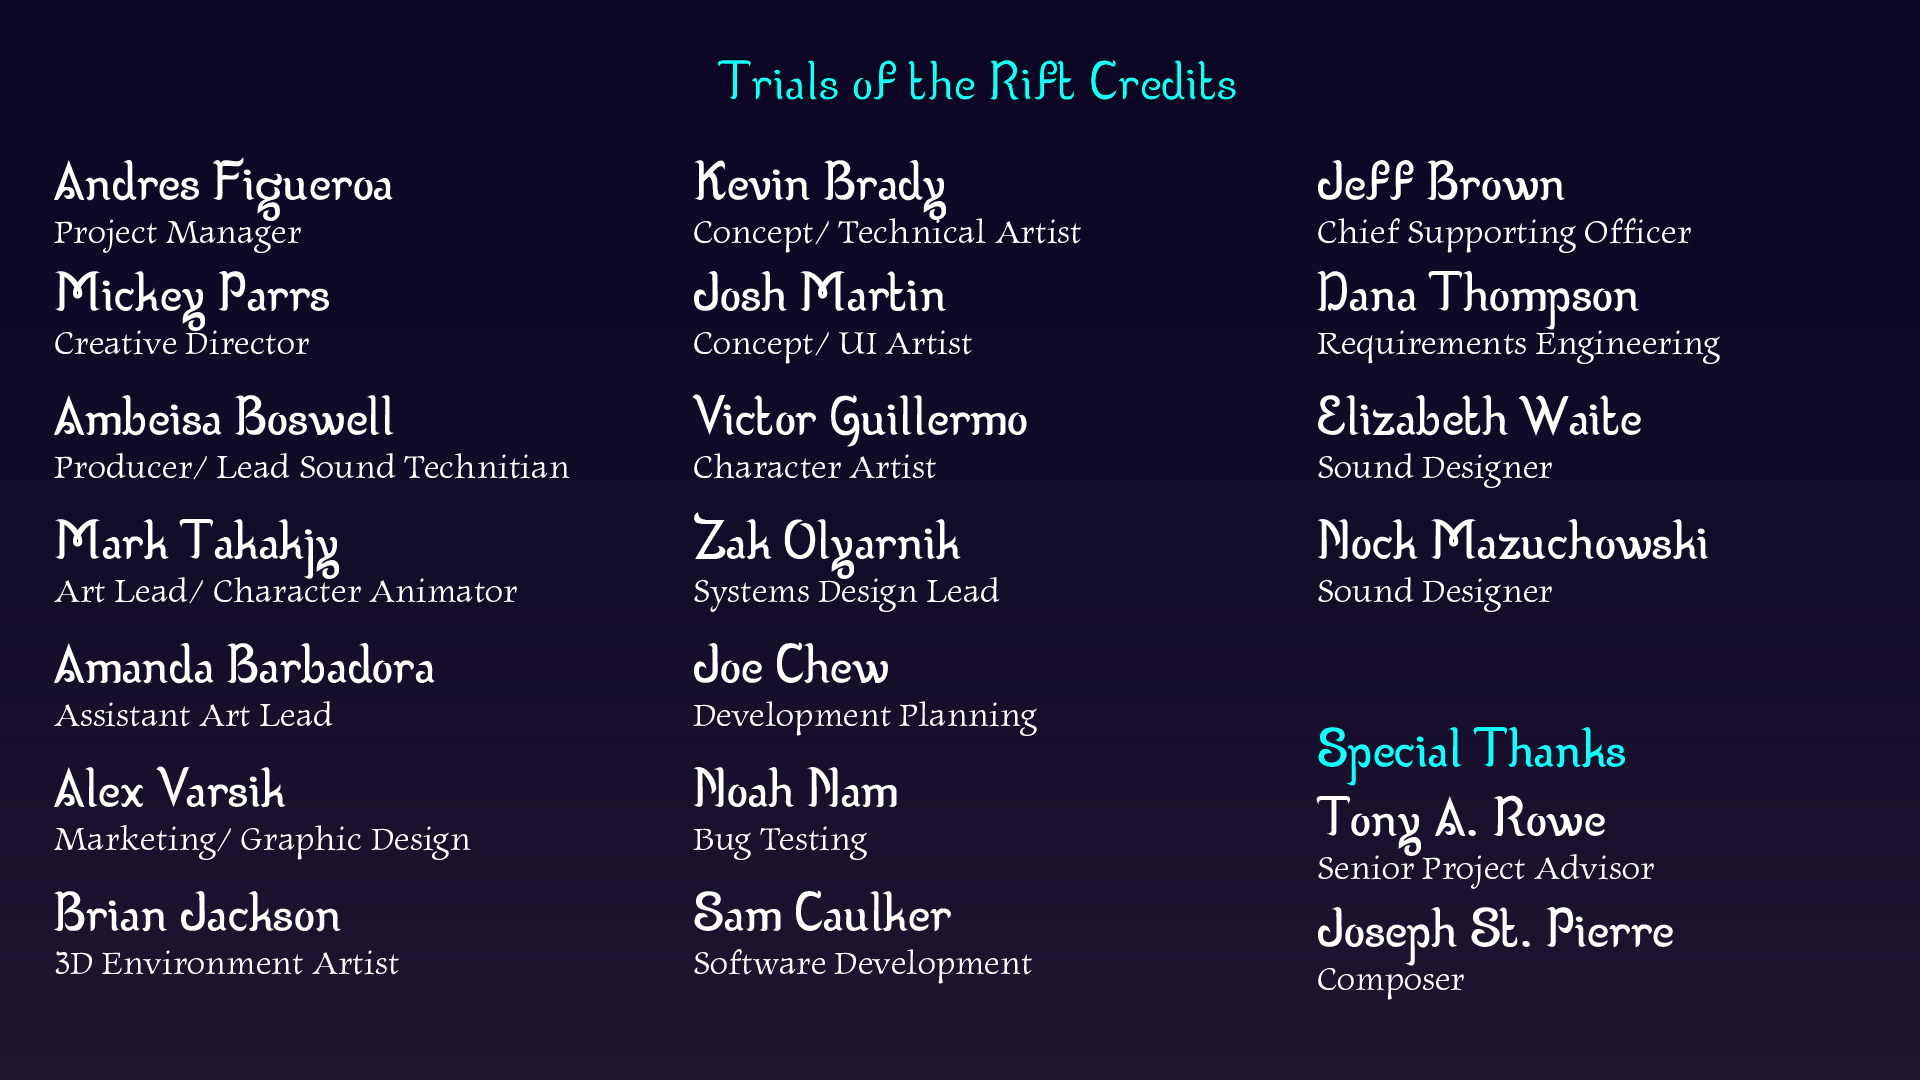 Trials of the Rift Credits
Andres Figueroa
Project Manager
Mickey Parrs
Creative Director
Ambeisa Boswell
Producer/ Lead Sound Technitian
Mark Takakjy
Art Lead/ Character Animator
Amanda Barbadora
Assistant Art Lead
Alex Varsik
Marketing/ Graphic Design
Brian Jackson
3D Environment Artist
Kevin Brady
Concept/ Technical Artist
Josh Martin
Concept/ UI Artist
Victor Guillermo
Character Artist
Zak Olyarnik
Systems Design Lead
Joe Chew
Development Planning
Noah Nam
Bug Testing
Sam Caulker
Software Development
Jeff Brown
Chief Supporting Officer
Dana Thompson
Requirements Engineering
Elizabeth Waite
Sound Designer
Nock Mazuchowski
Sound Designer
Special Thanks
Tony A. Rowe
Senior Project Advisor
Joseph St. Pierre
Composer